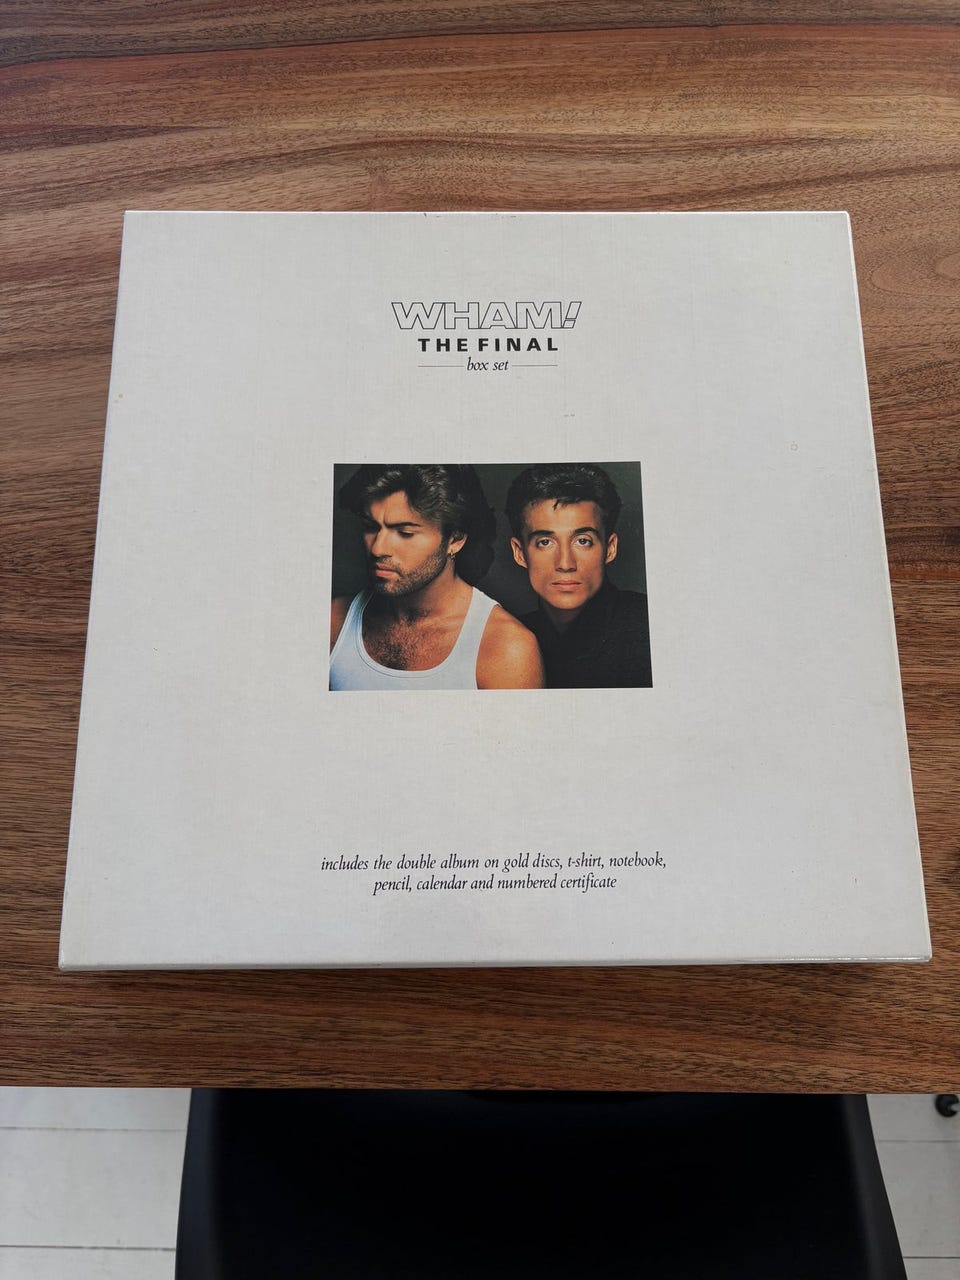 WHAM!
THE FINAL
box set
includes the double album on gold discs, t-shirt, notebook,
pencil, calendar and numbered certificate